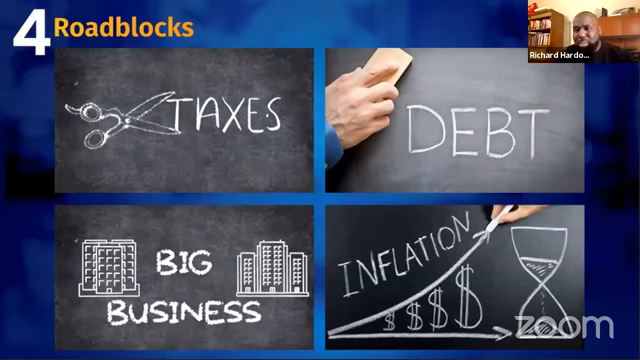 4 Roadblocks
Richard Hardo...
TAXES
DEBT
BIG
BUSINESS
INFLATION
$ $ $ $
zoom